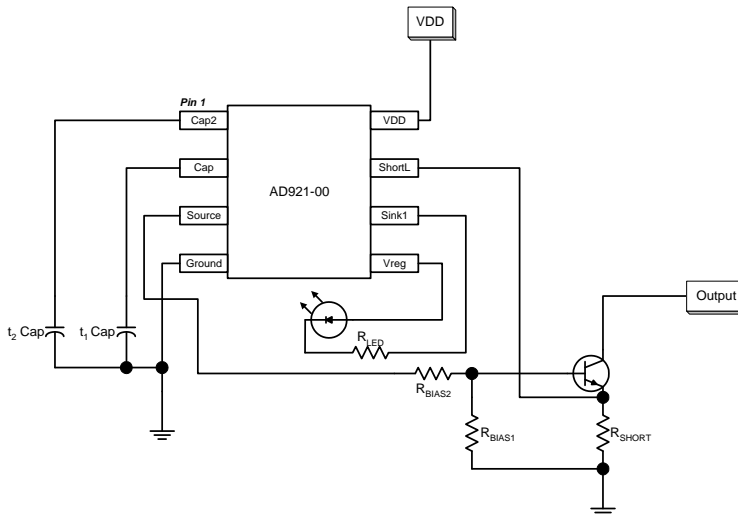 VDD
Pin 1
Cap2
VDD
Cap
ShortL
AD921-00
Source
Sink1
Ground
Vreg
Output
t2 Cap
t1 Cap
RLED
RBIAS2
RBIAS1
RSHORT